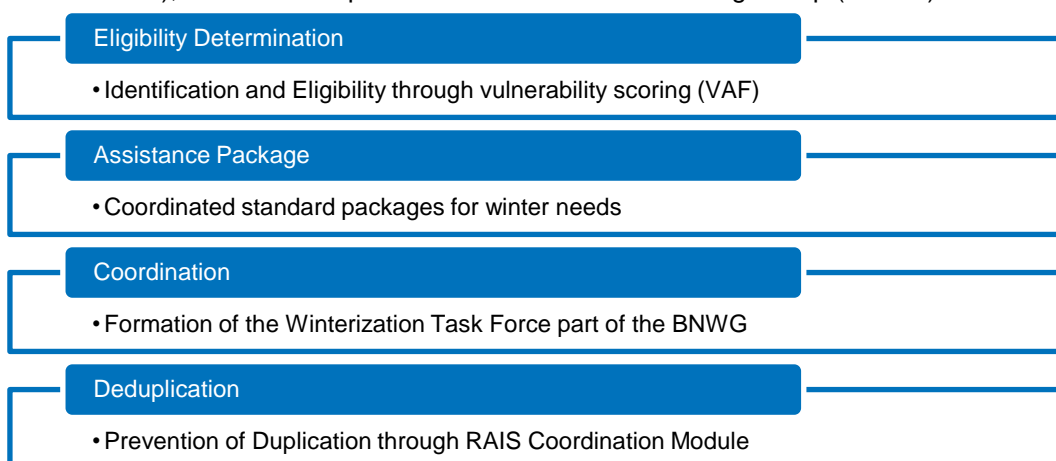 Eligibility Determination
• Identification and Eligibility through vulnerability scoring (VAF)
Assistance Package
• Coordinated standard packages for winter needs
Coordination
• Formation of the Winterization Task Force part of the BNWG
Deduplication
• Prevention of Duplication through RAIS Coordination Module